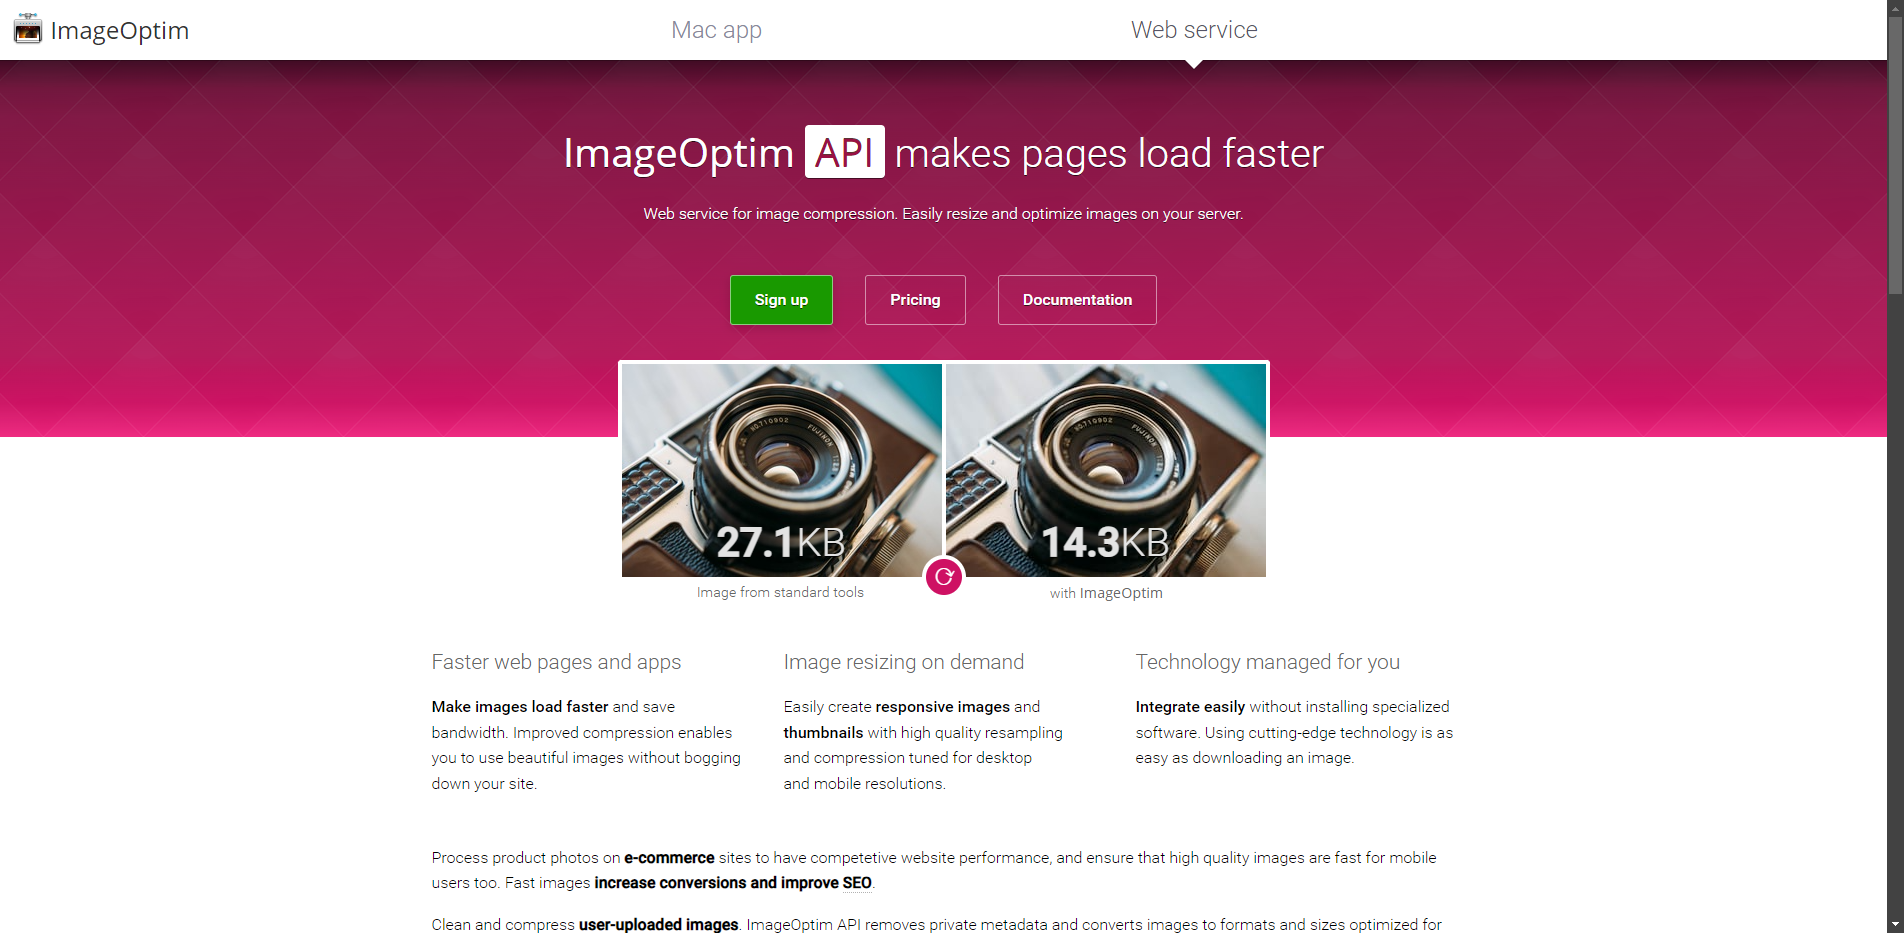 ImageOptim
Mac app
Web service
ImageOptim API makes pages load faster
Web service for image compression. Easily resize and optimize images on your server.
Sign up
Pricing
Documentation
NO.710902 FUJINON
NO.710902 FUJINON
27.1KB
14.3KB
Image from standard tools
with ImageOptim
Faster web pages and apps
Make images load faster and save
bandwidth. Improved compression enables
you to use beautiful images without bogging
down your site.
Image resizing on demand
Easily create responsive images and
thumbnails with high quality resampling
and compression tuned for desktop
and mobile resolutions.
Technology managed for you
Integrate easily without installing specialized
software. Using cutting-edge technology is as
easy as downloading an image.
Process product photos on e-commerce sites to have competetive website performance, and ensure that high quality images are fast for mobile
users too. Fast images increase conversions and improve SEO.
Clean and compress user-uploaded images. ImageOptim API removes private metadata and converts images to formats and sizes optimized for